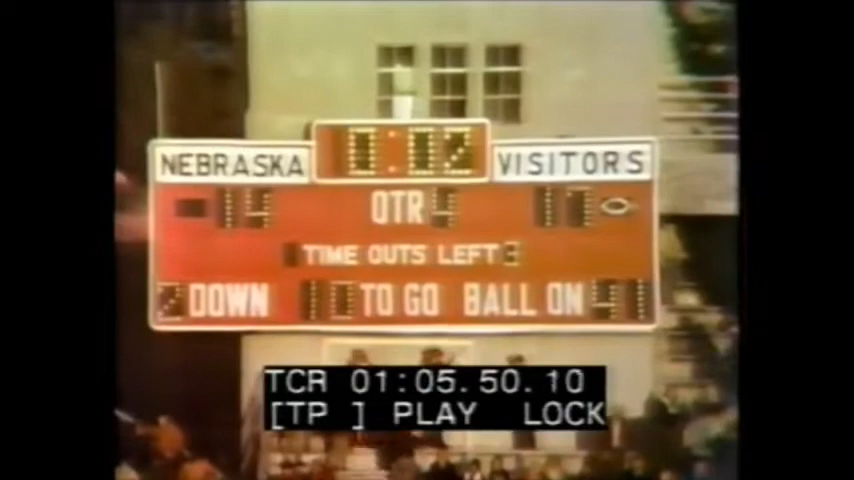 0:02
NEBRASKA VISITORS
14 QTR 4 17
TIME OUTS LEFT
2 DOWN 10 TO GO BALL ON 41
TCR 01:05.50.10
[TP ] PLAY LOCK